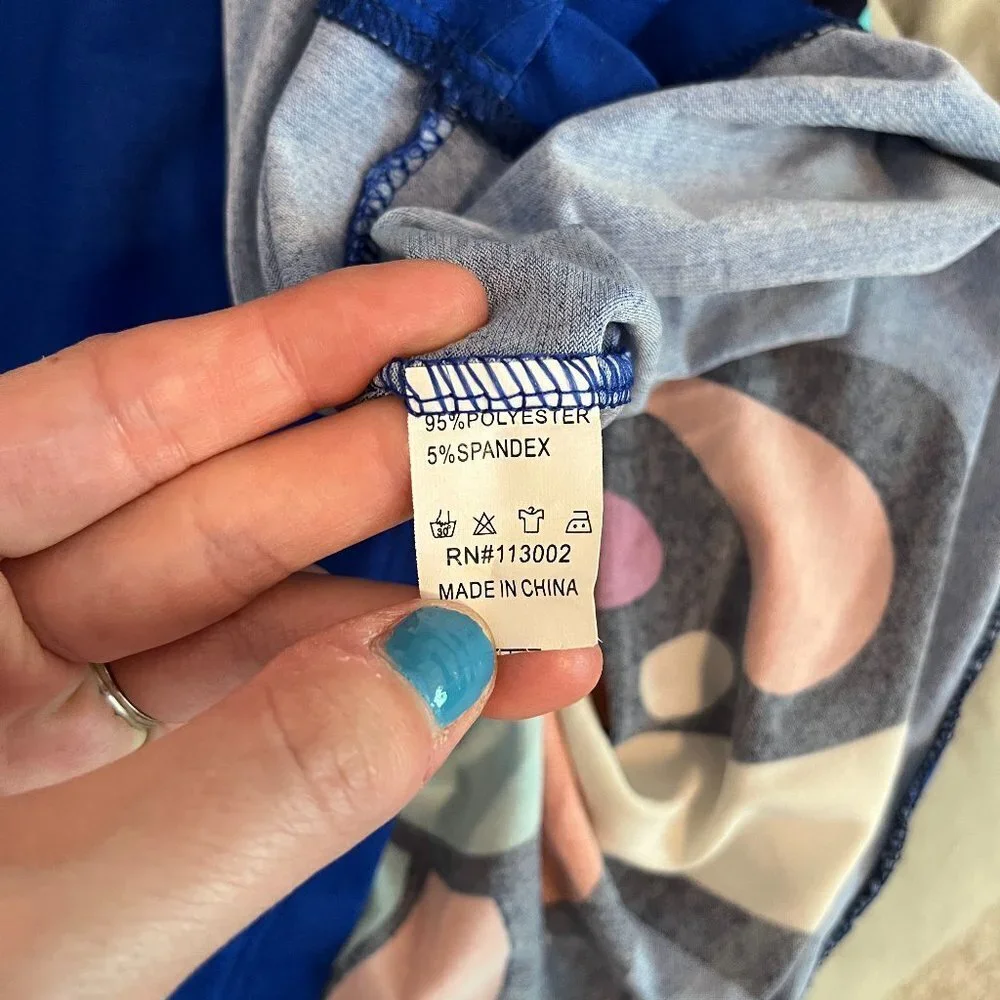 95%POLYESTER
5%SPANDEX
30°
RN#113002
MADE IN CHINA